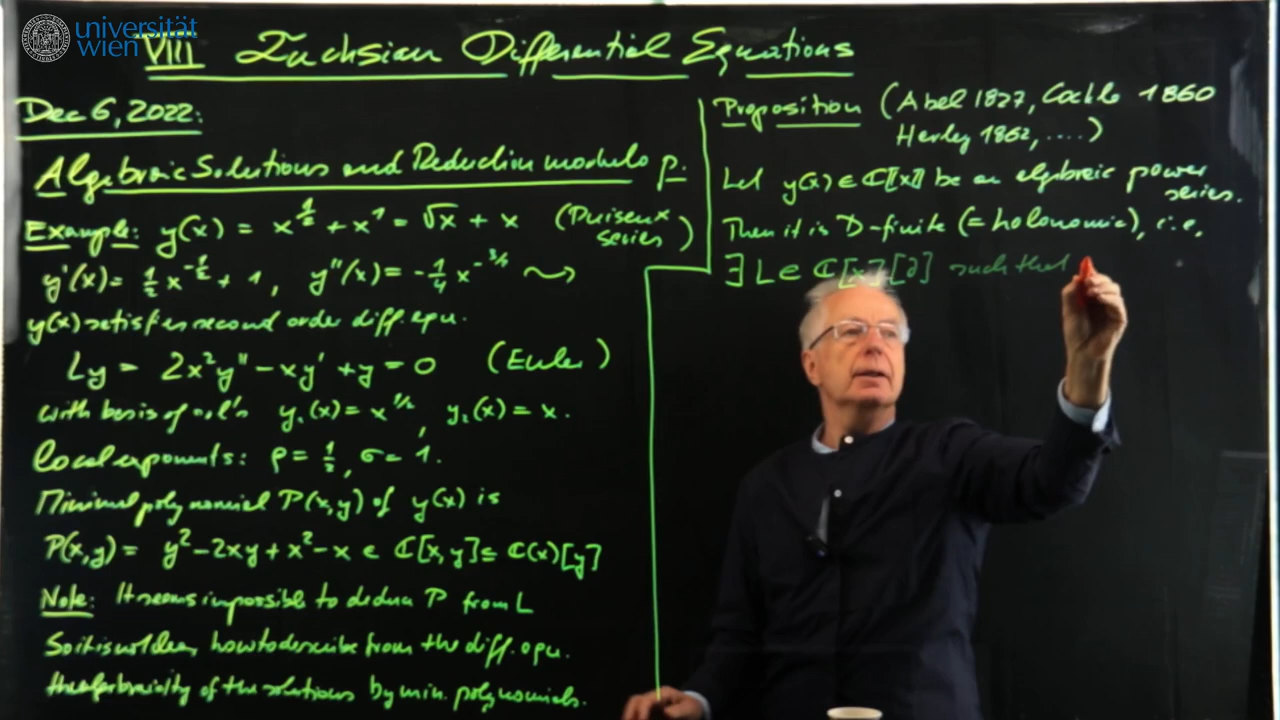 universität
wien
VIII Fuchsian Differential Equations
Dec 6, 2022:
Algebraic Solutions and Reduction modulo p.
Example: y(x) = x^{1/2} + x^1 = √x + x (Puiseux
series)
y'(x) = 1/2 x^{-1/2} + 1, y''(x) = -1/4 x^{-3/2} ⤳
y(x) satisfies second order diff. equ.
Ly = 2x²y'' - xy' + y = 0 (Euler)
with basis of sol's y₁(x) = x^{1/2}, y₂(x) = x.
Local exponents: ρ = 1/2, σ = 1.
Minimal polynomial P(x,y) of y(x) is
P(x,y) = y² - 2xy + x² - x ∈ ℂ[x,y] ⊆ ℂ(x)[y]
Note: It seems impossible to deduce P from L
So it is not clear, how to describe from the diff. equ.
the algebraicity of the solutions by min. polynomials.
Proposition (Abel 1827, Cockle 1860
Harley 1862, ....)
Let y(x) ∈ ℂ[[x]] be an algebraic power
series.
Then it is D-finite (= holonomic), i.e.
∃ L ∈ ℂ[x][∂] such that